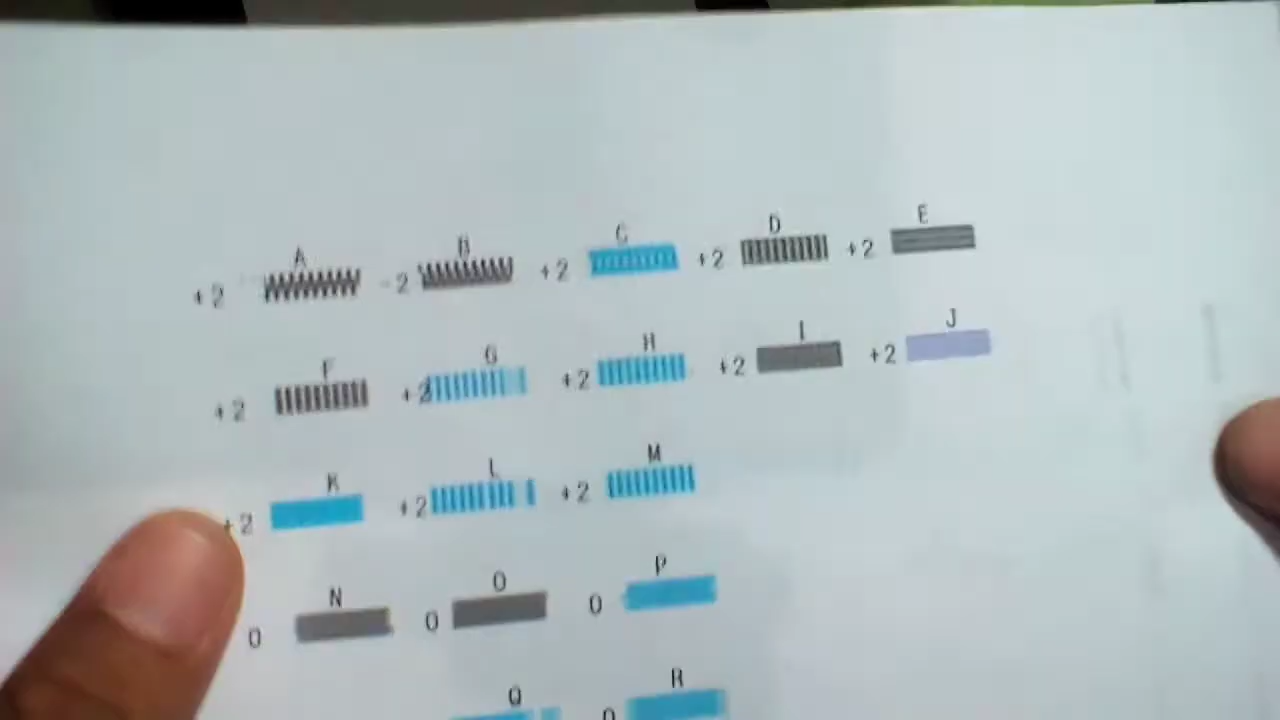 A B C D E
+2 -2 +2 +2 +2
F G H I J
+2 +2 +2 +2 +2
K L M
+2 +2 +2
N O P
0 0 0
Q R
0